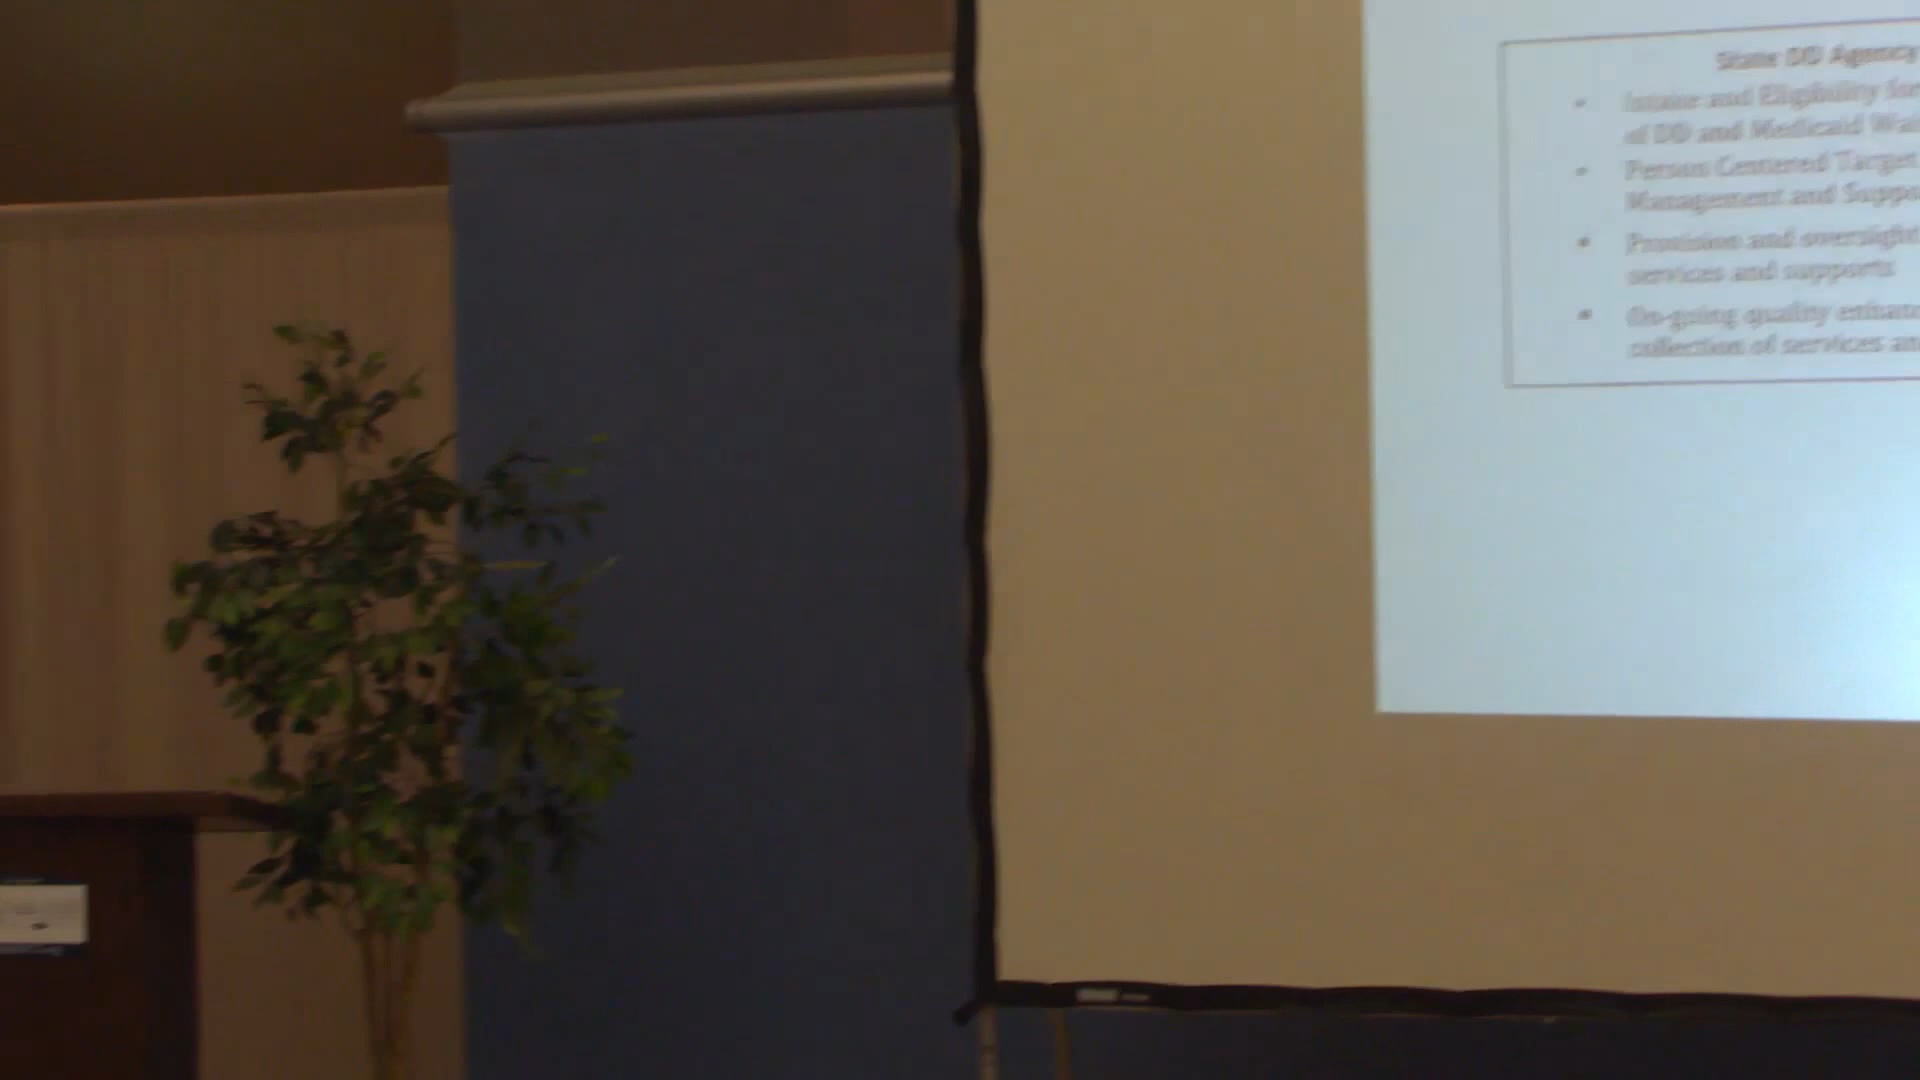 State DD Agency
• Intake and Eligibility for
of DD and Medicaid Wai
• Person Centered Target
Management and Suppo
• Provision and oversight
services and supports
• On-going quality enhanc
collection of services an